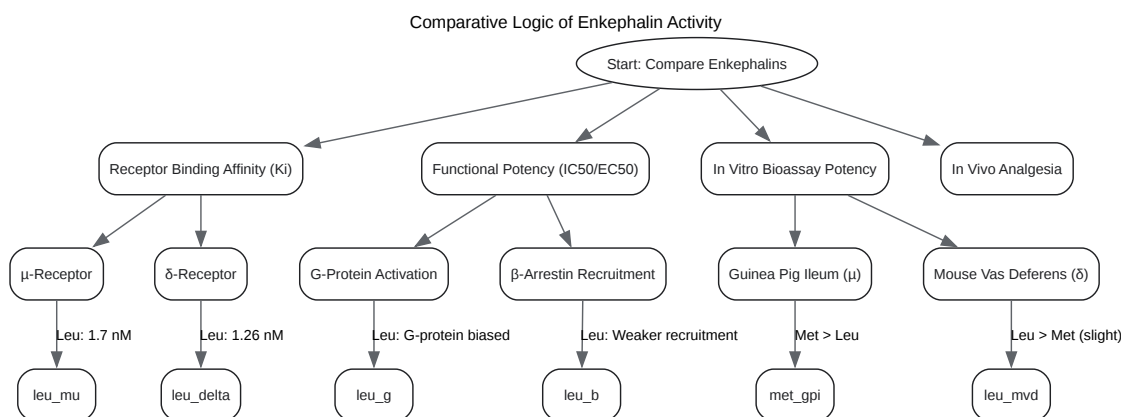 Comparative Logic of Enkephalin Activity
Start: Compare Enkephalins
Receptor Binding Affinity (Ki)
Functional Potency (IC50/EC50)
In Vitro Bioassay Potency
In Vivo Analgesia
µ-Receptor
δ-Receptor
G-Protein Activation
β-Arrestin Recruitment
Guinea Pig Ileum (µ)
Mouse Vas Deferens (δ)
Leu: 1.7 nM
Leu: 1.26 nM
Leu: G-protein biased
Leu: Weaker recruitment
Met > Leu
Leu > Met (slight)
leu_mu
leu_delta
leu_g
leu_b
met_gpi
leu_mvd